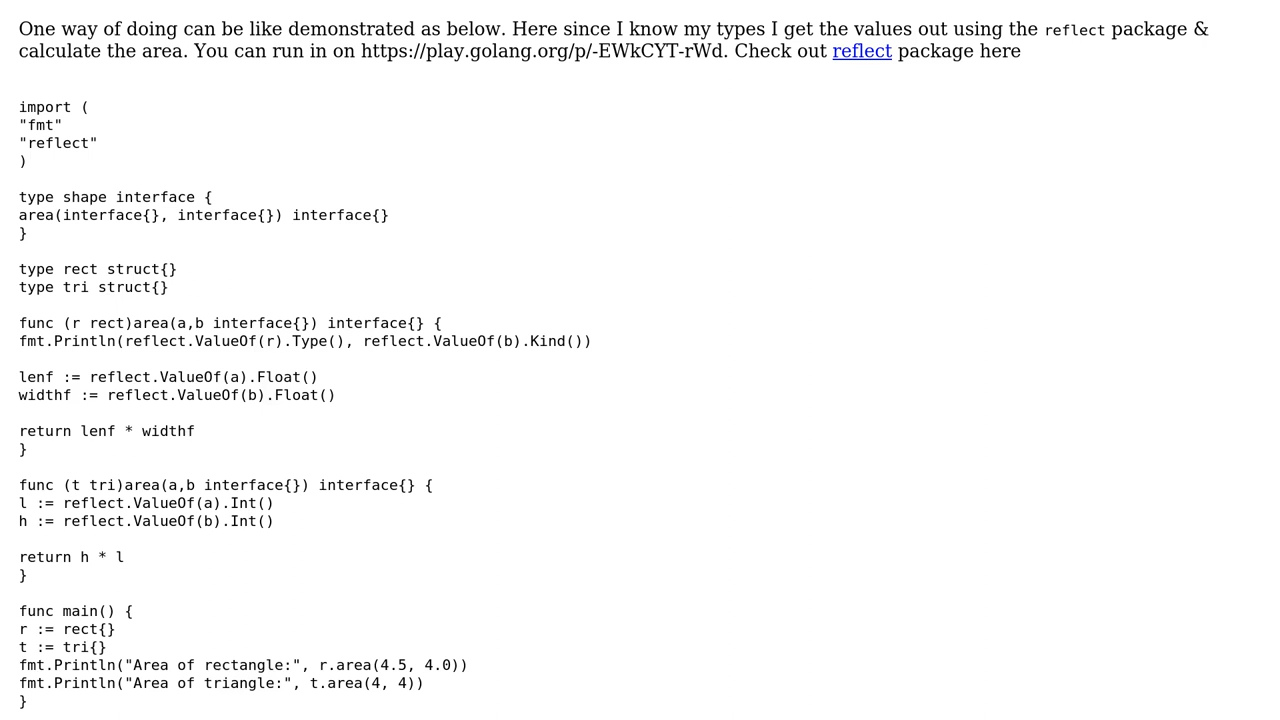 One way of doing can be like demonstrated as below. Here since I know my types I get the values out using the reflect package &
calculate the area. You can run in on https://play.golang.org/p/-EWkCYT-rWd. Check out reflect package here
import (
"fmt"
"reflect"
)
type shape interface {
area(interface{}, interface{}) interface{}
}
type rect struct{}
type tri struct{}
func (r rect)area(a,b interface{}) interface{} {
fmt.Println(reflect.ValueOf(r).Type(), reflect.ValueOf(b).Kind())
lenf := reflect.ValueOf(a).Float()
widthf := reflect.ValueOf(b).Float()
return lenf * widthf
}
func (t tri)area(a,b interface{}) interface{} {
l := reflect.ValueOf(a).Int()
h := reflect.ValueOf(b).Int()
return h * l
}
func main() {
r := rect{}
t := tri{}
fmt.Println("Area of rectangle:", r.area(4.5, 4.0))
fmt.Println("Area of triangle:", t.area(4, 4))
}